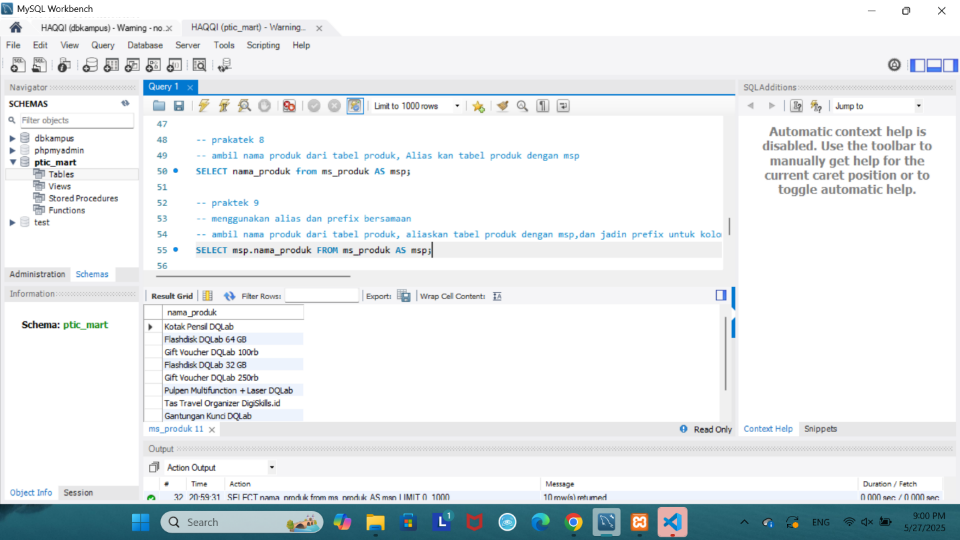 MySQL Workbench
HAQQI (dbkampus) - Warning - no...
HAQQI (ptic_mart) - Warning...
File Edit View Query Database Server Tools Scripting Help
Navigator
SCHEMAS
Filter objects
dbkampus
phpmyadmin
ptic_mart
Tables
Views
Stored Procedures
Functions
test
Administration Schemas
Information
Schema: ptic_mart
Object Info Session
Query 1
Limit to 1000 rows
47
48 -- prakatek 8
49 -- ambil nama produk dari tabel produk, Alias kan tabel produk dengan msp
50 SELECT nama_produk from ms_produk AS msp;
51
52 -- praktek 9
53 -- menggunakan alias dan prefix bersamaan
54 -- ambil nama produk dari tabel produk, aliaskan tabel produk dengan msp,dan jadin prefix untuk kolo
55 SELECT msp.nama_produk FROM ms_produk AS msp;
56
Result Grid Filter Rows: Export: Wrap Cell Content:
nama_produk
Kotak Pensil DQLab
Flashdisk DQLab 64 GB
Gift Voucher DQLab 100rb
Flashdisk DQLab 32 GB
Gift Voucher DQLab 250rb
Pulpen Multifunction + Laser DQLab
Tas Travel Organizer DigiSkills.id
Gantungan Kunci DQLab
ms_produk 11
Read Only
Output
Action Output
# Time Action Message Duration / Fetch
32 20:59:31 SELECT nama_produk from ms_produk AS msp LIMIT 0, 1000 10 row(s) returned 0.000 sec / 0.000 sec
SQLAdditions
Jump to
Automatic context help is
disabled. Use the toolbar to
manually get help for the
current caret position or to
toggle automatic help.
Context Help Snippets
Search
L
1
ENG
9:00 PM
5/27/2025